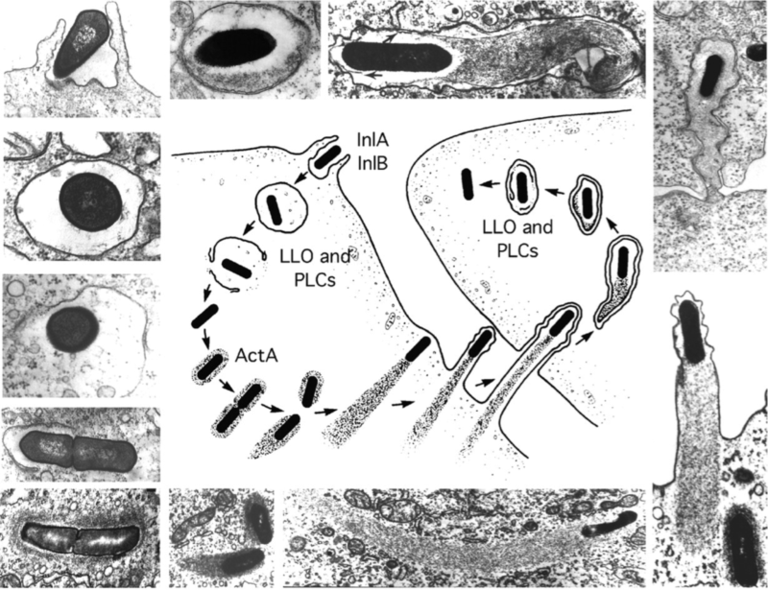 InlA
InlB
LLO and
PLCs
LLO and
PLCs
ActA